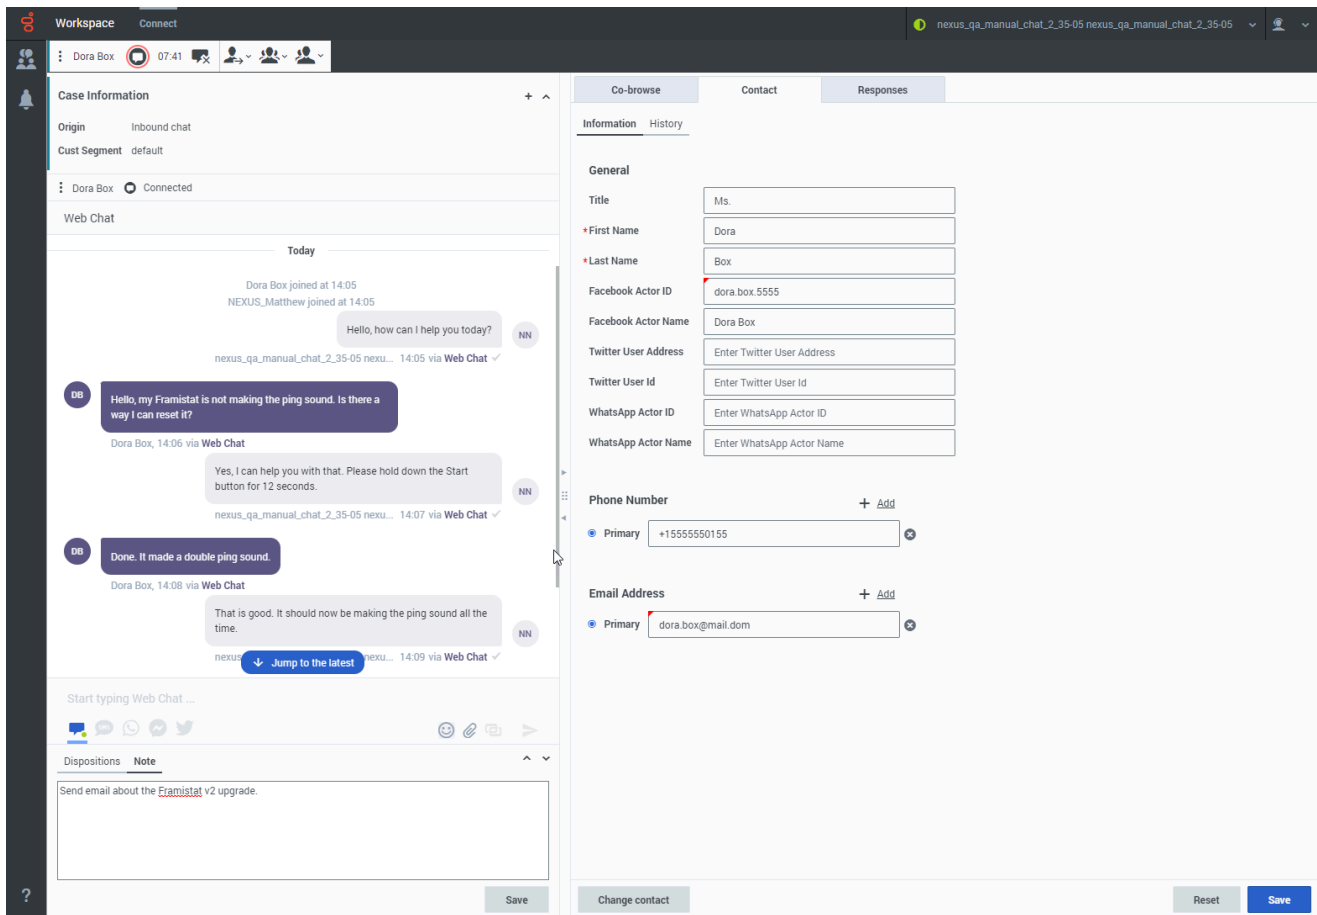 Workspace
Connect
nexus_qa_manual_chat_2_35-05 nexus_qa_manual_chat_2_35-05
Dora Box
07:41
Case Information
Origin Inbound chat
Cust Segment default
Dora Box Connected
Web Chat
Today
Dora Box joined at 14:05
NEXUS_Matthew joined at 14:05
Hello, how can I help you today?
NN
nexus_qa_manual_chat_2_35-05 nexu... 14:05 via Web Chat
DB
Hello, my Framistat is not making the ping sound. Is there a
way I can reset it?
Dora Box, 14:06 via Web Chat
Yes, I can help you with that. Please hold down the Start
button for 12 seconds.
NN
nexus_qa_manual_chat_2_35-05 nexu... 14:07 via Web Chat
DB
Done. It made a double ping sound.
Dora Box, 14:08 via Web Chat
That is good. It should now be making the ping sound all the
time.
NN
nexus
Jump to the latest
nexu... 14:09 via Web Chat
Start typing Web Chat ...
Dispositions Note
Send email about the Framistat v2 upgrade.
Save
?
Co-browse Contact Responses
Information History
General
Title Ms.
*First Name Dora
*Last Name Box
Facebook Actor ID dora.box.5555
Facebook Actor Name Dora Box
Twitter User Address Enter Twitter User Address
Twitter User Id Enter Twitter User Id
WhatsApp Actor ID Enter WhatsApp Actor ID
WhatsApp Actor Name Enter WhatsApp Actor Name
Phone Number + Add
Primary +15555550155
Email Address + Add
Primary dora.box@mail.dom
Change contact Reset Save